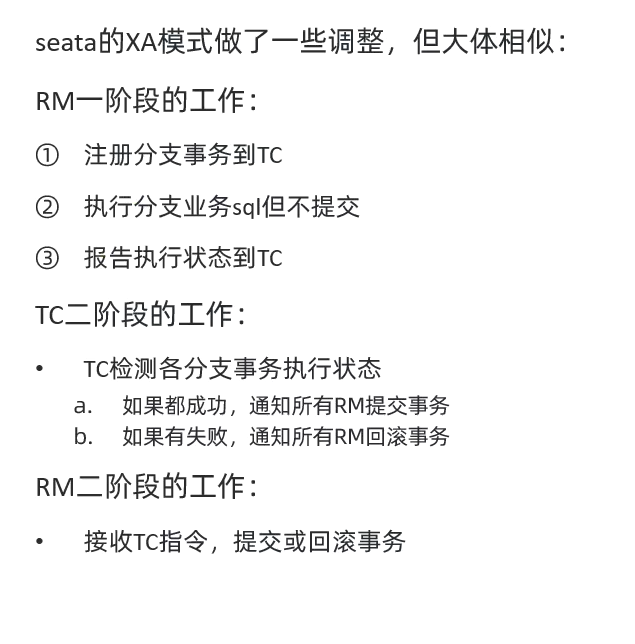 seata的XA模式做了一些调整，但大体相似：
RM一阶段的工作：
① 注册分支事务到TC
② 执行分支业务sql但不提交
③ 报告执行状态到TC
TC二阶段的工作：
• TC检测各分支事务执行状态
a. 如果都成功，通知所有RM提交事务
b. 如果有失败，通知所有RM回滚事务
RM二阶段的工作：
• 接收TC指令，提交或回滚事务